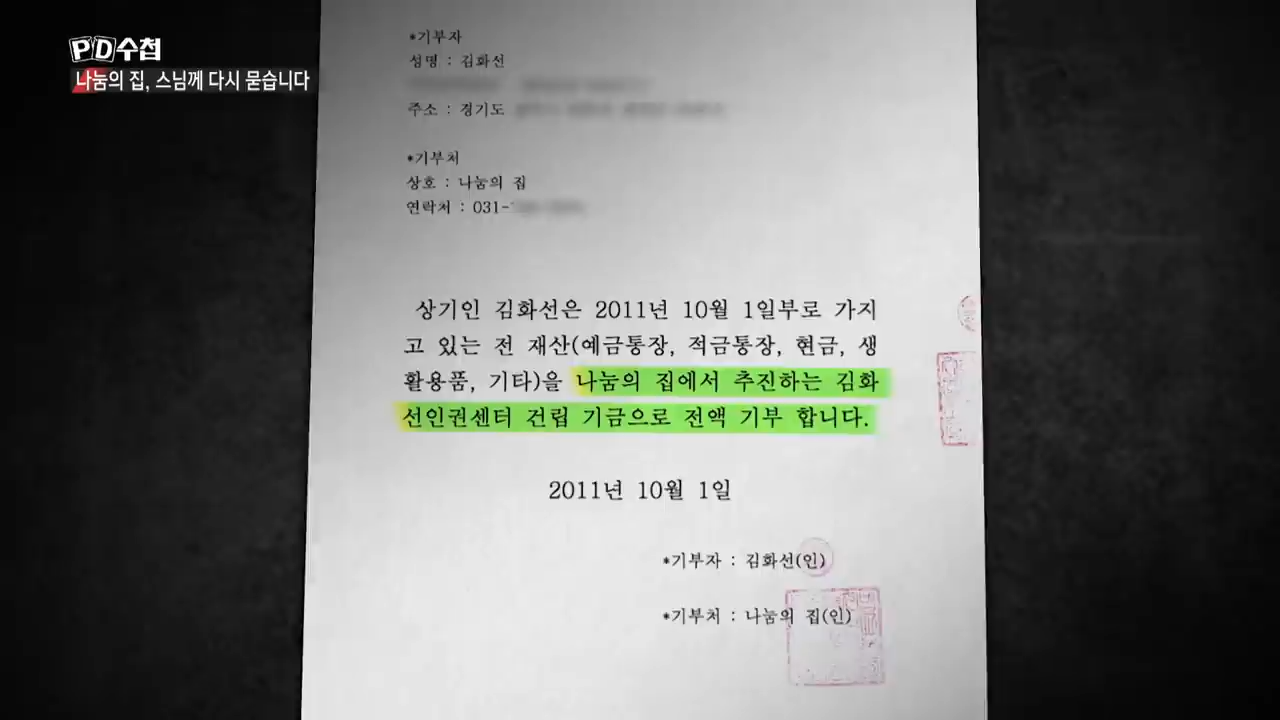 PD수첩
나눔의 집, 스님께 다시 묻습니다
*기부자
성명 : 김화선
주소 : 경기도
*기부처
상호 : 나눔의 집
연락처 : 031-
상기인 김화선은 2011년 10월 1일부로 가지
고 있는 전 재산(예금통장, 적금통장, 현금, 생
활용품, 기타)을 나눔의 집에서 추진하는 김화
선인권센터 건립 기금으로 전액 기부 합니다.
2011년 10월 1일
*기부자 : 김화선(인)
*기부처 : 나눔의 집(인)